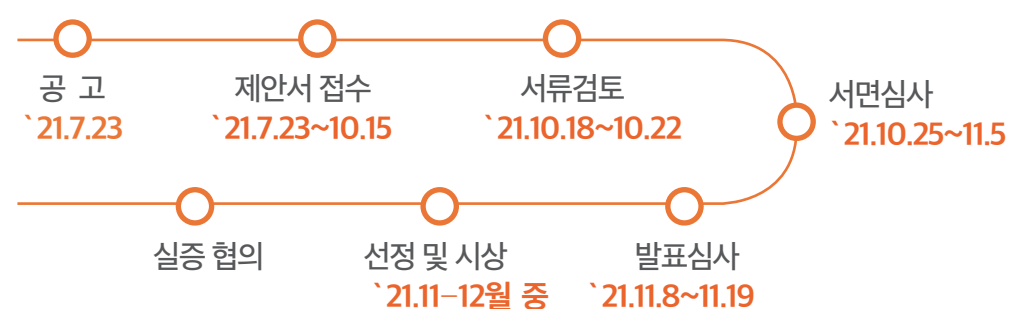 공 고
`21.7.23
제안서 접수
`21.7.23~10.15
서류검토
`21.10.18~10.22
서면심사
`21.10.25~11.5
발표심사
`21.11.8~11.19
선정 및 시상
`21.11-12월 중
실증 협의